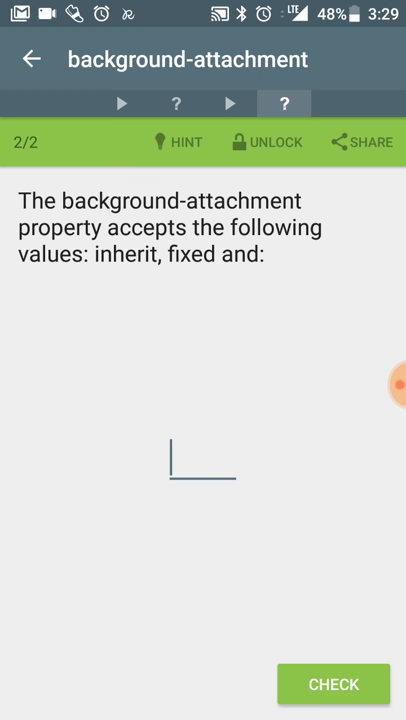 LTE 48% 3:29
background-attachment
?
?
2/2 HINT UNLOCK SHARE
The background-attachment
property accepts the following
values: inherit, fixed and:
CHECK